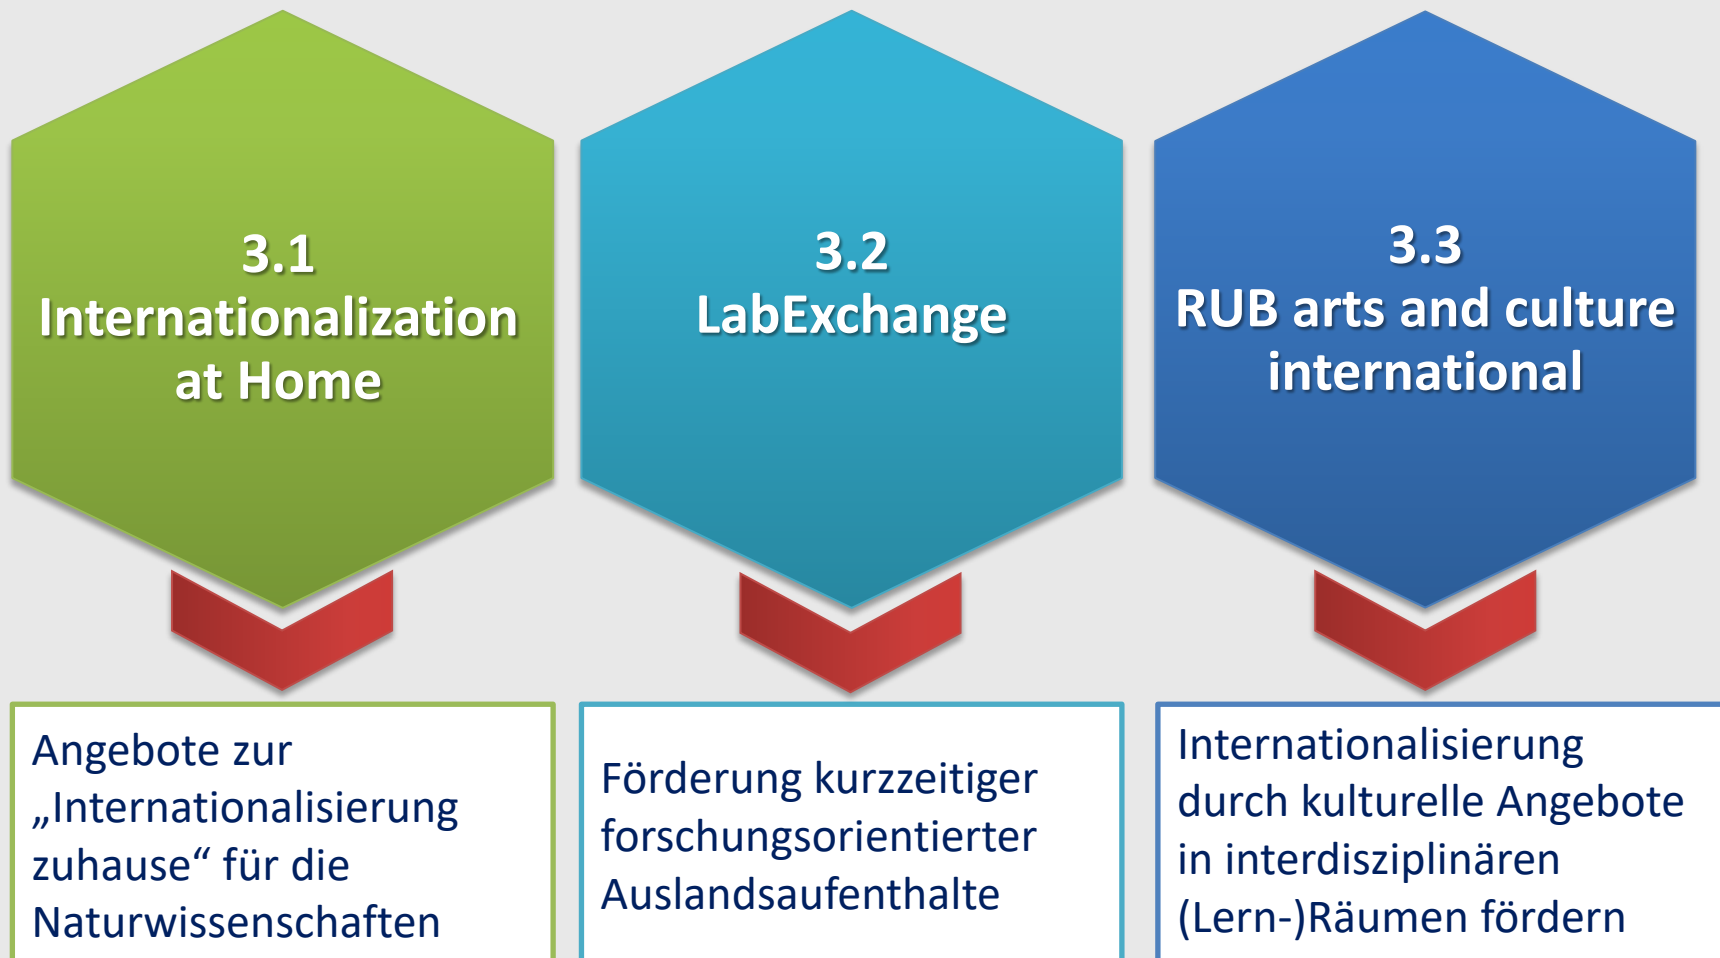 3.1
Internationalization
at Home
3.2
LabExchange
3.3
RUB arts and culture
international
Angebote zur
„Internationalisierung
zuhause“ für die
Naturwissenschaften
Förderung kurzzeitiger
forschungsorientierter
Auslandsaufenthalte
Internationalisierung
durch kulturelle Angebote
in interdisziplinären
(Lern-)Räumen fördern